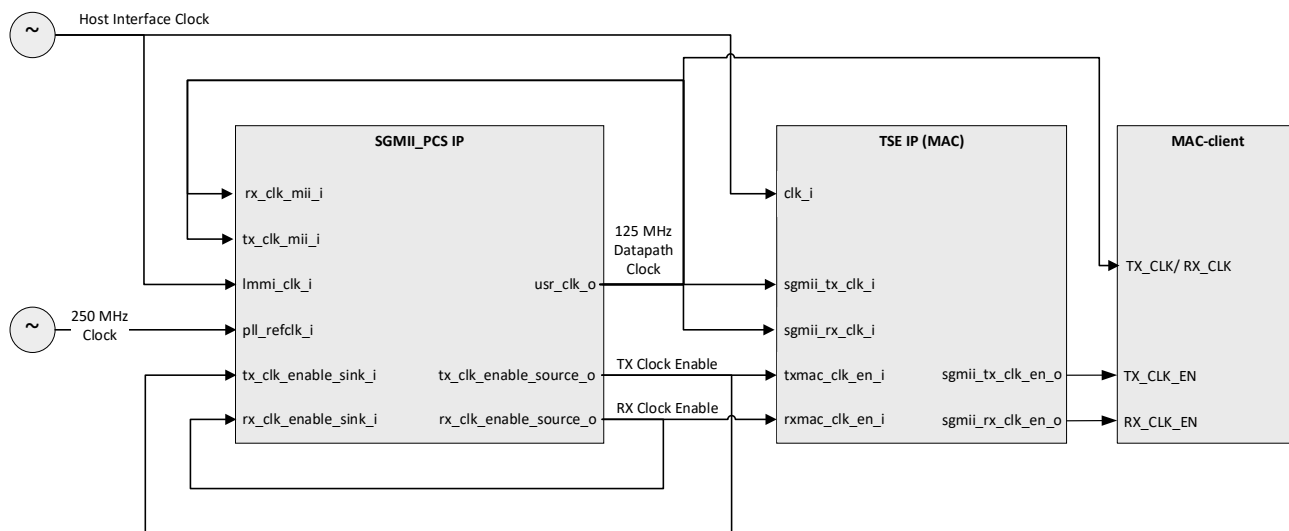 Host Interface Clock
~
SGMII_PCS IP
TSE IP (MAC)
MAC-client
rx_clk_mii_i
clk_i
tx_clk_mii_i
125 MHz
Datapath
Clock
TX_CLK/ RX_CLK
lmmi_clk_i
usr_clk_o
sgmii_tx_clk_i
~
250 MHz
Clock
pll_refclk_i
sgmii_rx_clk_i
TX Clock Enable
tx_clk_enable_sink_i
tx_clk_enable_source_o
txmac_clk_en_i
sgmii_tx_clk_en_o
TX_CLK_EN
RX Clock Enable
rx_clk_enable_sink_i
rx_clk_enable_source_o
rxmac_clk_en_i
sgmii_rx_clk_en_o
RX_CLK_EN